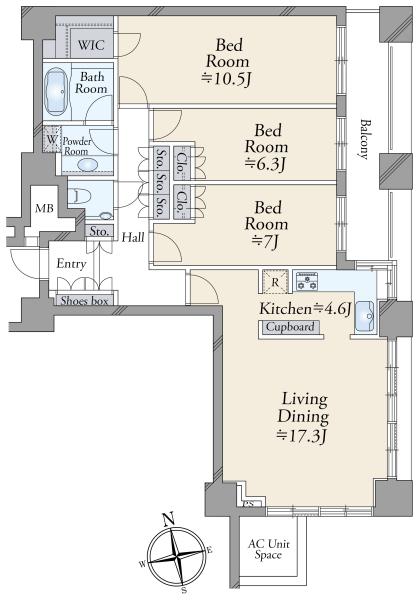 WIC
Bed
Room
≒10.5J
Bath
Room
W
Powder
Room
Bed
Room
≒6.3J
Sto.
Clo.
Sto.
Sto.
Clo.
Balcony
MB
Sto.
Hall
Bed
Room
≒7J
Entry
Shoes box
R
Kitchen≒4.6J
Cupboard
Living
Dining
≒17.3J
PS
AC Unit
Space
N
W
E
S